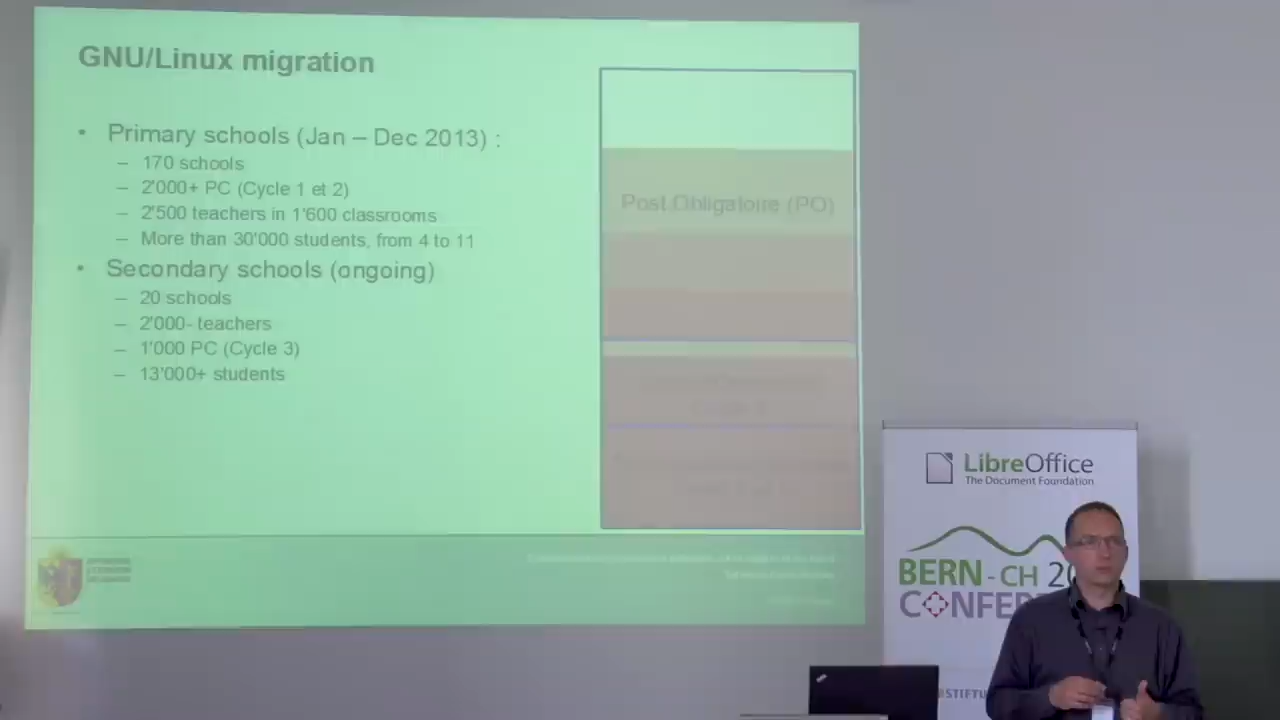 GNU/Linux migration
• Primary schools (Jan – Dec 2013) :
– 170 schools
– 2'000+ PC (Cycle 1 et 2)
– 2'500 teachers in 1'600 classrooms
– More than 30'000 students, from 4 to 11
• Secondary schools (ongoing)
– 20 schools
– 2'000- teachers
– 1'000 PC (Cycle 3)
– 13'000+ students
Post Obligatoire (PO)
LibreOffice
The Document Foundation
BERN - CH 20
CONFE